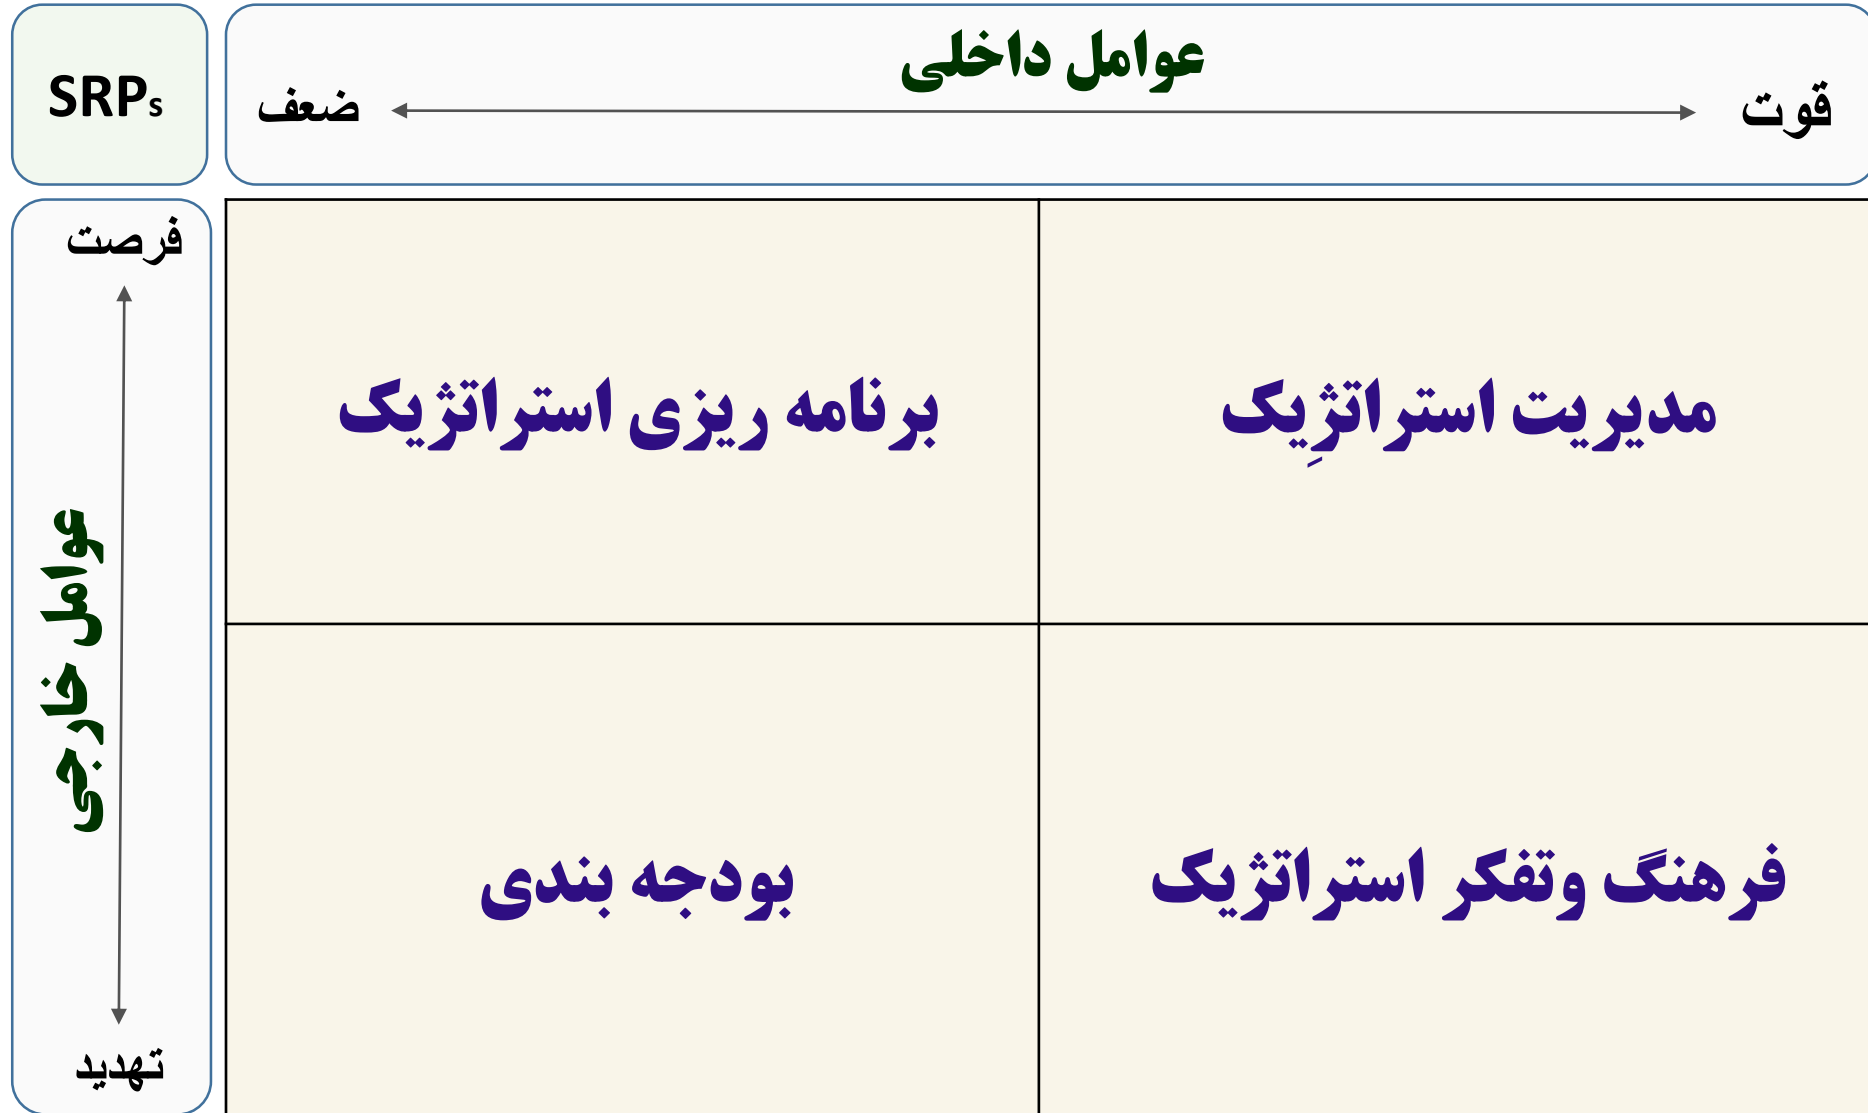 SRPs
عوامل داخلی
قوت
ضعف
فرصت
عوامل خارجی
تهدید
مدیریت استراتژِیک
برنامه ریزی استراتژیک
فرهنگ وتفکر استراتژیک
بودجه بندی